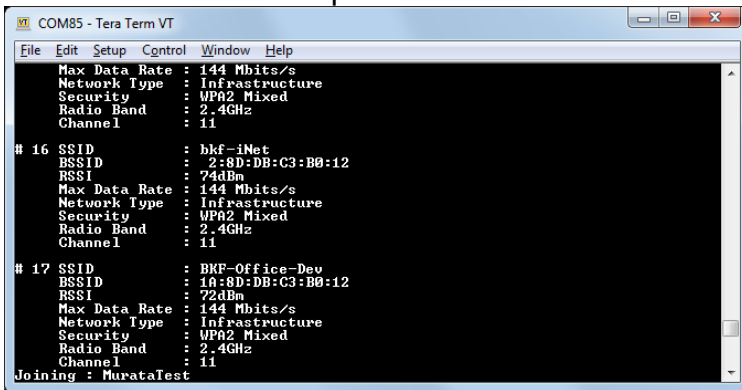 COM85 - Tera Term VT
File Edit Setup Control Window Help
Max Data Rate : 144 Mbits/s
Network Type : Infrastructure
Security : WPA2 Mixed
Radio Band : 2.4GHz
Channel : 11
# 16 SSID : bkf-iNet
BSSID : 2:8D:DB:C3:B0:12
RSSI : 74dBm
Max Data Rate : 144 Mbits/s
Network Type : Infrastructure
Security : WPA2 Mixed
Radio Band : 2.4GHz
Channel : 11
# 17 SSID : BKF-Office-Dev
BSSID : 1A:8D:DB:C3:B0:12
RSSI : 72dBm
Max Data Rate : 144 Mbits/s
Network Type : Infrastructure
Security : WPA2 Mixed
Radio Band : 2.4GHz
Channel : 11
Joining : MurataTest